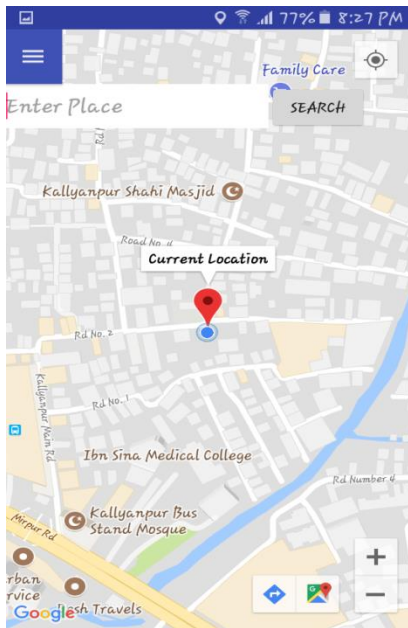 77% 8:27 PM
Family Care
Enter Place
SEARCH
Kallyanpur Shahi Masjid
Road No. 4
Current Location
Rd No. 2
Kallyanpur Main Rd
Rd No. 1
Ibn Sina Medical College
Rd Number 4
Kallyanpur Bus
Stand Mosque
Mirpur Rd
rban
rvice
Google
esh Travels